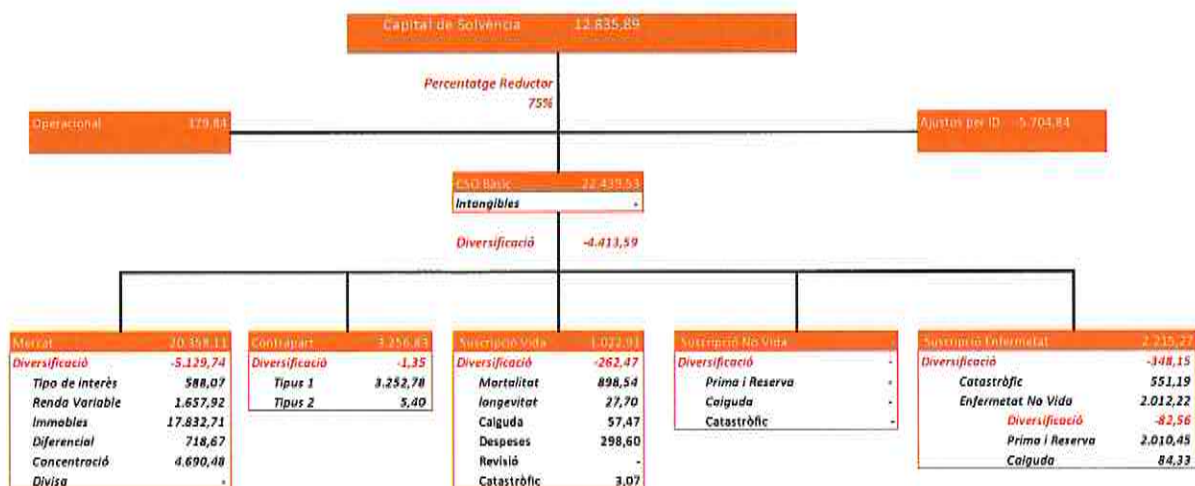 Capital de Solvència 12.835,89
Percentatge Reductor
75%
Operacional 379,84
Ajustos per ID -5.704,84
CSO Bàsic 22.439,53
Intangibles -
Diversificació -4.413,59
Mercat 20.358,11
Diversificació -5.129,74
Tipo de interès 588,07
Renda Variable 1.657,92
Immobles 17.832,71
Diferencial 718,67
Concentració 4.690,48
Divisa -
Contrapart 3.256,83
Diversificació -1,35
Tipus 1 3.252,78
Tipus 2 5,40
Suscripció Vida 1.022,91
Diversificació -262,47
Mortalitat 898,54
longevitat 27,70
Caiguda 57,47
Despeses 298,60
Revisió -
Catastròfic 3,07
Suscripció No Vida -
Diversificació -
Prima i Reserva -
Caiguda -
Catastròfic -
Suscripció Enfermetat 2.215,27
Diversificació -348,15
Catastròfic 551,19
Enfermetat No Vida 2.012,22
Diversificació -82,56
Prima i Reserva 2.010,45
Caiguda 84,33